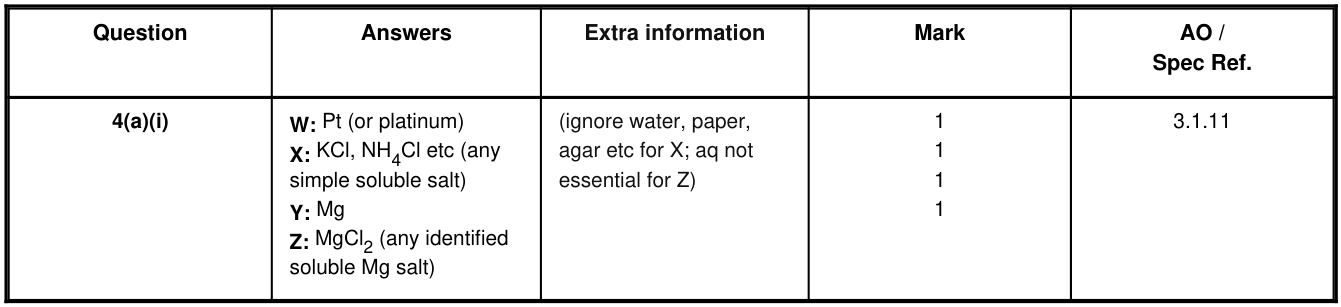 Question
Answers
Extra information
Mark
AO /
Spec Ref.
4(a)(i)
W: Pt (or platinum)
X: KCl, NH4Cl etc (any
simple soluble salt)
Y: Mg
Z: MgCl2 (any identified
soluble Mg salt)
(ignore water, paper,
agar etc for X; aq not
essential for Z)
1
1
1
1
3.1.11